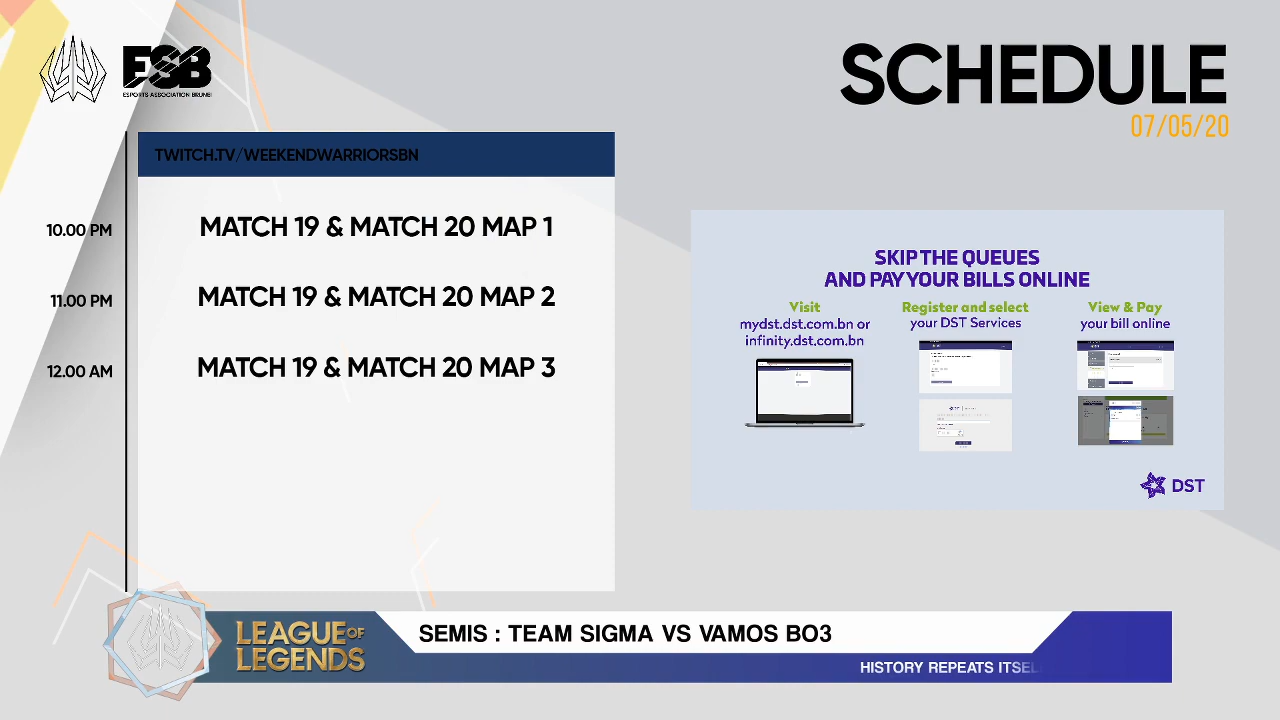 ESB
ESPORTS ASSOCIATION BRUNEI
SCHEDULE
07/05/20
TWITCH.TV/WEEKENDWARRIORSBN
10.00 PM MATCH 19 & MATCH 20 MAP 1
11.00 PM MATCH 19 & MATCH 20 MAP 2
12.00 AM MATCH 19 & MATCH 20 MAP 3
SKIP THE QUEUES
AND PAY YOUR BILLS ONLINE
Visit
mydst.dst.com.bn or
infinity.dst.com.bn
Register and select
your DST Services
View & Pay
your bill online
DST
DST
LEAGUE OF
LEGENDS
SEMIS : TEAM SIGMA VS VAMOS BO3
HISTORY REPEATS ITSEL